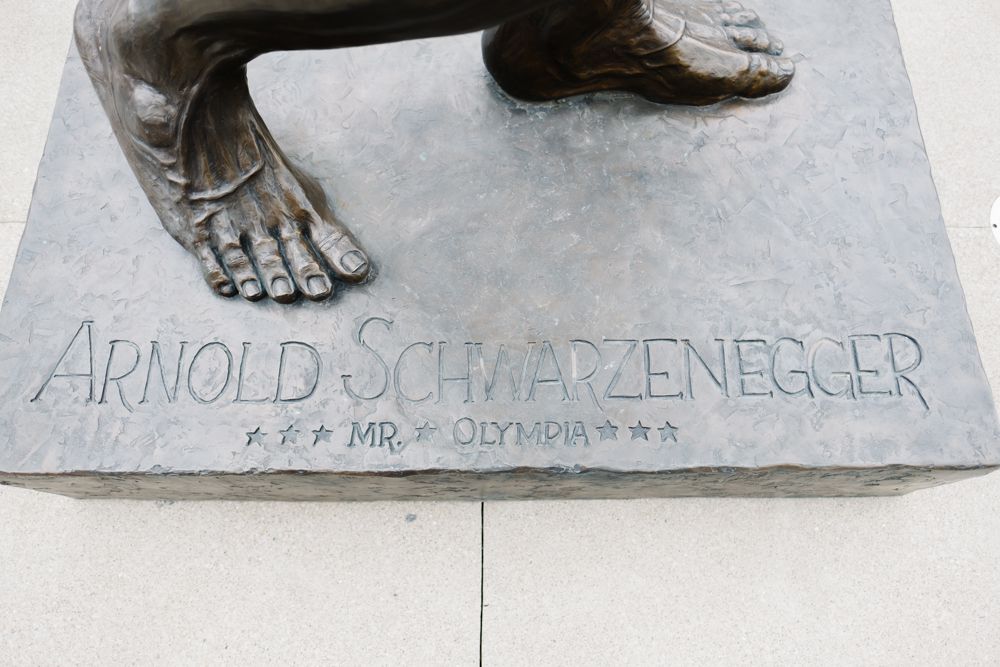 ARNOLD SCHWARZENEGGER
★★★ MR. ★ OLYMPIA ★★★